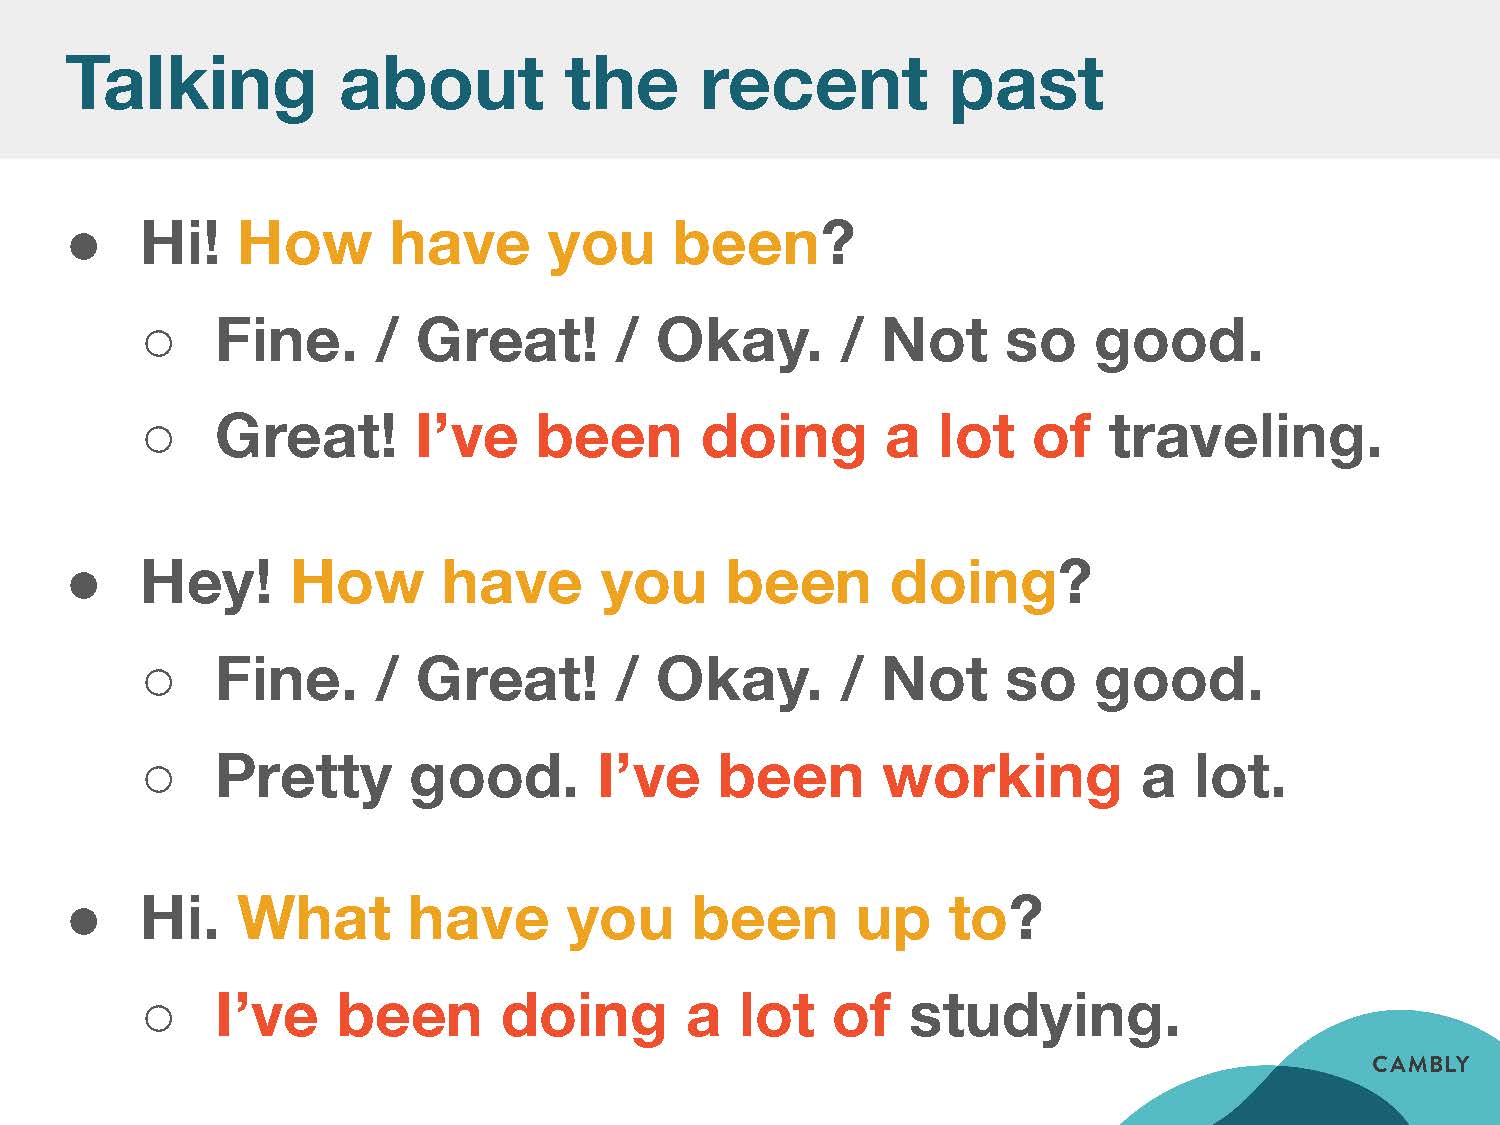 Talking about the recent past
● Hi! How have you been?
○ Fine. / Great! / Okay. / Not so good.
○ Great! I’ve been doing a lot of traveling.
● Hey! How have you been doing?
○ Fine. / Great! / Okay. / Not so good.
○ Pretty good. I’ve been working a lot.
● Hi. What have you been up to?
○ I’ve been doing a lot of studying.
CAMBLY